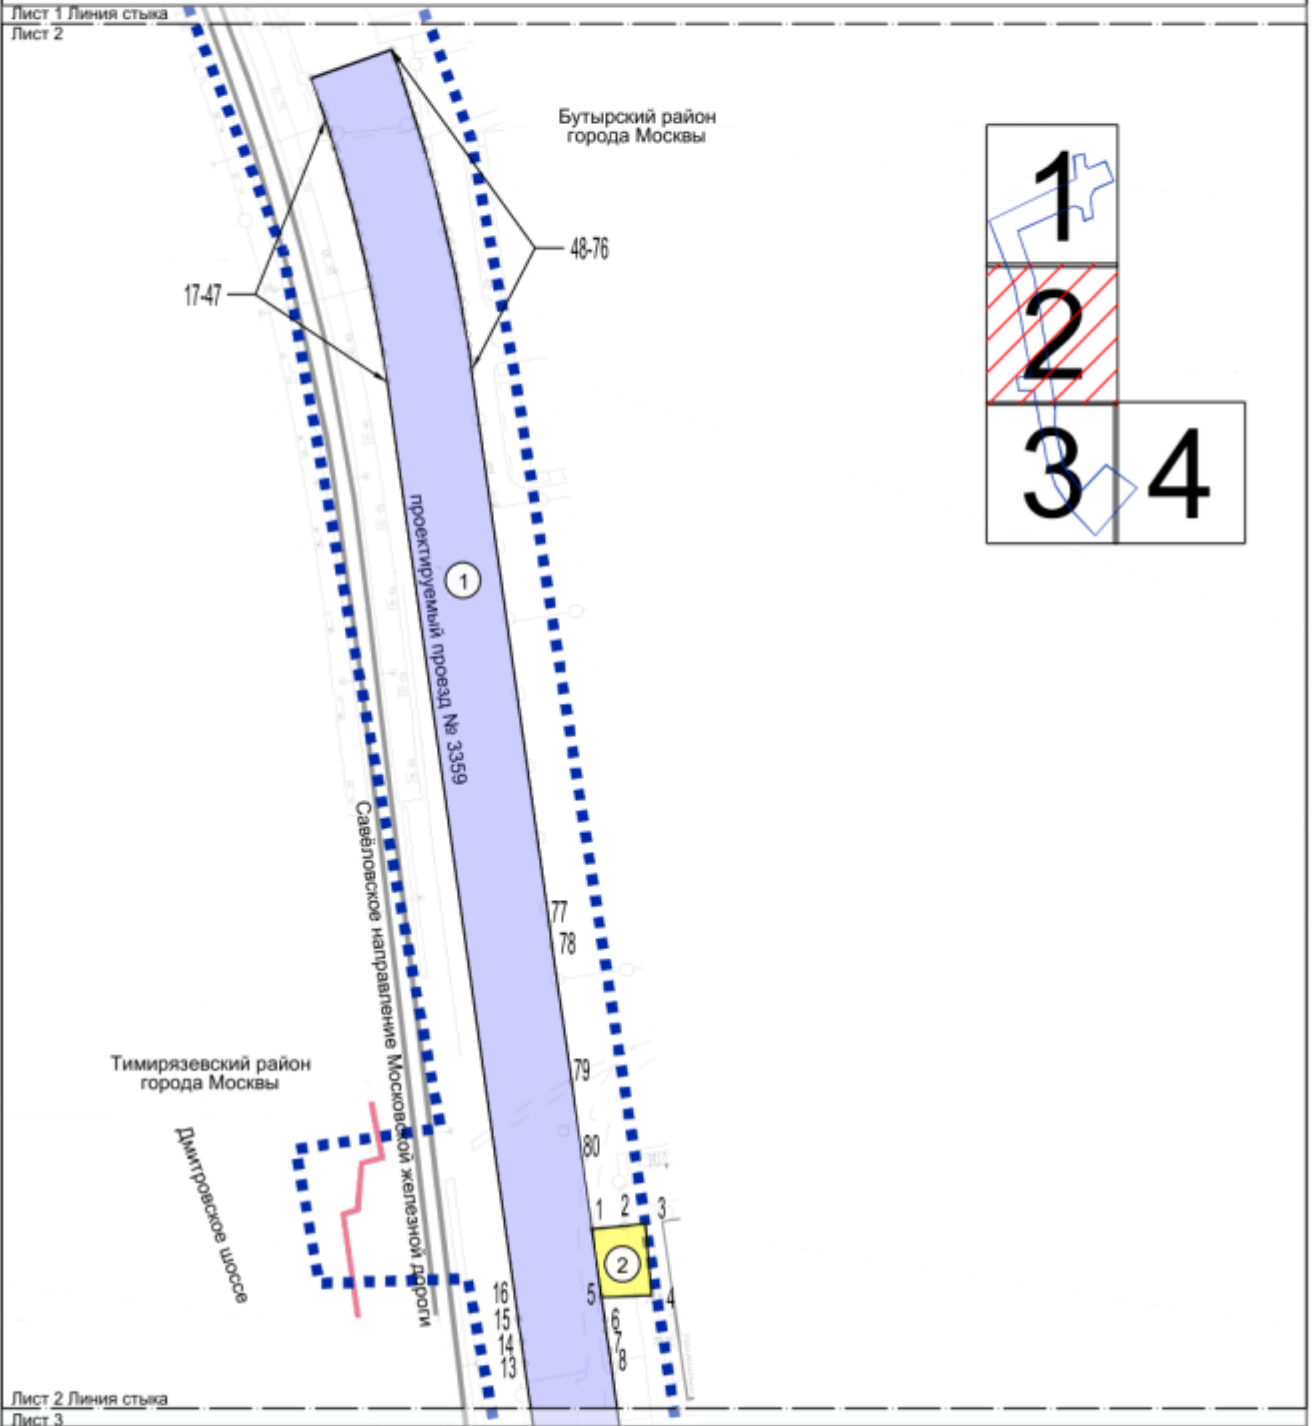 Лист 1 Линия стыка
Лист 2
Бутырский район
города Москвы
48-76
17-47
1
2
3
4
проектируемый проезд № 3359
1
Савёловское направление Московской железной дороги
77
78
79
80
Тимирязевский район
города Москвы
Дмитровское шоссе
1
2
3
2
4
5
6
7
8
16
15
14
13
Лист 2 Линия стыка
Лист 3